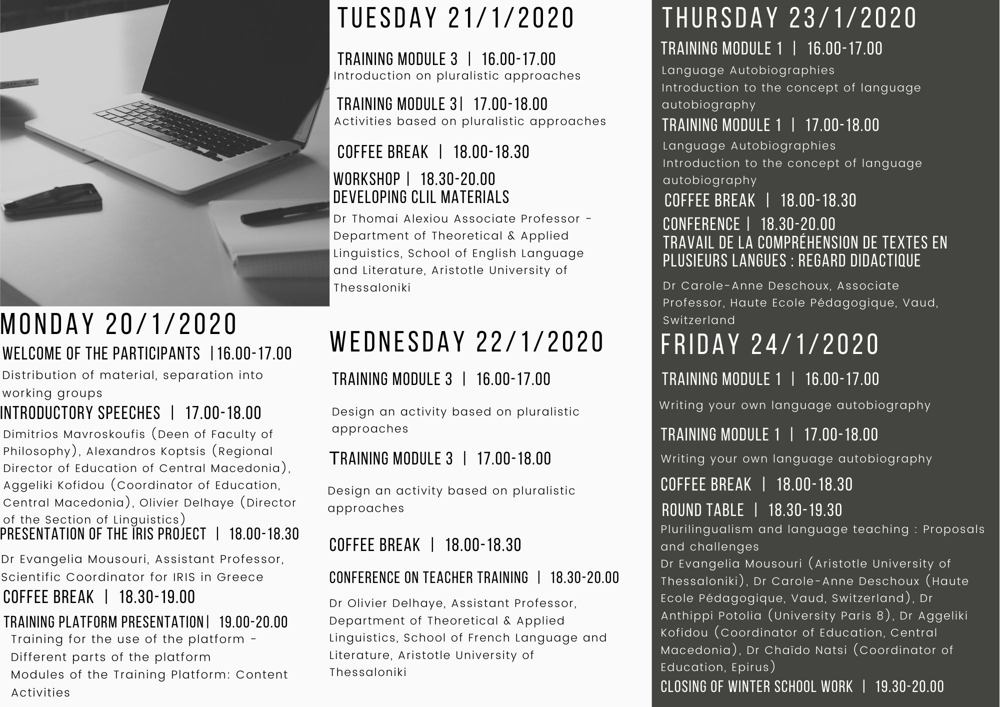 MONDAY 20/1/2020
WELCOME OF THE PARTICIPANTS |16.00-17.00
Distribution of material, separation into
working groups
INTRODUCTORY SPEECHES | 17.00-18.00
Dimitrios Mavroskoufis (Deen of Faculty of
Philosophy), Alexandros Koptsis (Regional
Director of Education of Central Macedonia),
Aggeliki Kofidou (Coordinator of Education,
Central Macedonia), Olivier Delhaye (Director
of the Section of Linguistics)
PRESENTATION OF THE IRIS PROJECT | 18.00-18.30
Dr Evangelia Mousouri, Assistant Professor,
Scientific Coordinator for IRIS in Greece
COFFEE BREAK | 18.30-19.00
TRAINING PLATFORM PRESENTATION| 19.00-20.00
Training for the use of the platform -
Different parts of the platform
Modules of the Training Platform: Content
Activities
TUESDAY 21/1/2020
TRAINING MODULE 3 | 16.00-17.00
Introduction on pluralistic approaches
TRAINING MODULE 3| 17.00-18.00
Activities based on pluralistic approaches
COFFEE BREAK | 18.00-18.30
WORKSHOP | 18.30-20.00
DEVELOPING CLIL MATERIALS
Dr Thomai Alexiou Associate Professor -
Department of Theoretical & Applied
Linguistics, School of English Language
and Literature, Aristotle University of
Thessaloniki
WEDNESDAY 22/1/2020
TRAINING MODULE 3 | 16.00-17.00
Design an activity based on pluralistic
approaches
TRAINING MODULE 3 | 17.00-18.00
Design an activity based on pluralistic
approaches
COFFEE BREAK | 18.00-18.30
CONFERENCE ON TEACHER TRAINING | 18.30-20.00
Dr Olivier Delhaye, Assistant Professor,
Department of Theoretical & Applied
Linguistics, School of French Language and
Literature, Aristotle University of
Thessaloniki
THURSDAY 23/1/2020
TRAINING MODULE 1 | 16.00-17.00
Language Autobiographies
Introduction to the concept of language
autobiography
TRAINING MODULE 1 | 17.00-18.00
Language Autobiographies
Introduction to the concept of language
autobiography
COFFEE BREAK | 18.00-18.30
CONFERENCE | 18.30-20.00
TRAVAIL DE LA COMPRÉHENSION DE TEXTES EN
PLUSIEURS LANGUES : REGARD DIDACTIQUE
Dr Carole-Anne Deschoux, Associate
Professor, Haute Ecole Pédagogique, Vaud,
Switzerland
FRIDAY 24/1/2020
TRAINING MODULE 1 | 16.00-17.00
Writing your own language autobiography
TRAINING MODULE 1 | 17.00-18.00
Writing your own language autobiography
COFFEE BREAK | 18.00-18.30
ROUND TABLE | 18.30-19.30
Plurilingualism and language teaching : Proposals
and challenges
Dr Evangelia Mousouri (Aristotle University of
Thessaloniki), Dr Carole-Anne Deschoux (Haute
Ecole Pédagogique, Vaud, Switzerland), Dr
Anthippi Potolia (University Paris 8), Dr Aggeliki
Kofidou (Coordinator of Education, Central
Macedonia), Dr Chaïdo Natsi (Coordinator of
Education, Epirus)
CLOSING OF WINTER SCHOOL WORK | 19.30-20.00